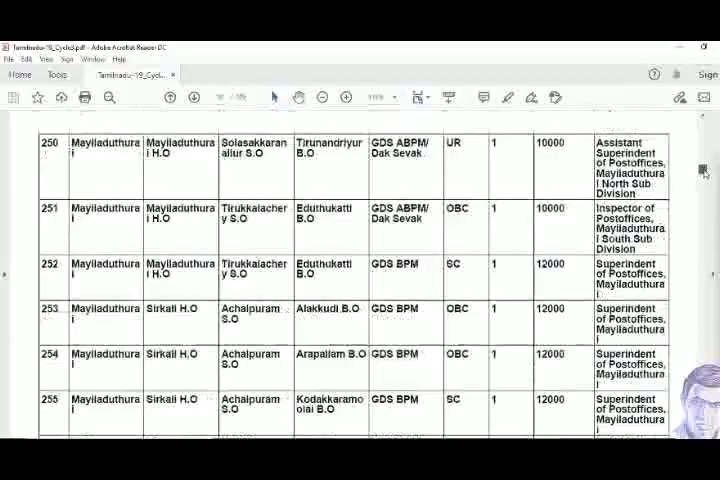 Tamilnadu-19_Cycle3.pdf - Adobe Acrobat Reader DC
File Edit View Sign Window Help
Home Tools Tamilnadu-19_Cycl... × Sign
250 Mayiladuthura Mayiladuthura Solasakkaran Tirunandriyur GDS ABPM/ UR 1 10000 Assistant
i i H.O allur S.O B.O Dak Sevak Superindent
of Postoffices,
Mayiladuthura
i North Sub
Division
251 Mayiladuthura Mayiladuthura Tirukkalacher Eduthukatti GDS ABPM/ OBC 1 10000 Inspector of
i i H.O y S.O B.O Dak Sevak Postoffices,
Mayiladuthura
i South Sub
Division
252 Mayiladuthura Mayiladuthura Tirukkalacher Eduthukatti GDS BPM SC 1 12000 Superindent
i i H.O y S.O B.O of Postoffices,
Mayiladuthura
i
253 Mayiladuthura Sirkali H.O Achalpuram Alakkudi B.O GDS BPM OBC 1 12000 Superindent
i S.O of Postoffices,
Mayiladuthura
i
254 Mayiladuthura Sirkali H.O Achalpuram Arapallam B.O GDS BPM OBC 1 12000 Superindent
i S.O of Postoffices,
Mayiladuthura
i
255 Mayiladuthura Sirkali H.O Achalpuram Kodakkaramo GDS BPM SC 1 12000 Superindent
i S.O olai B.O of Postoffices,
Mayiladuthura
i